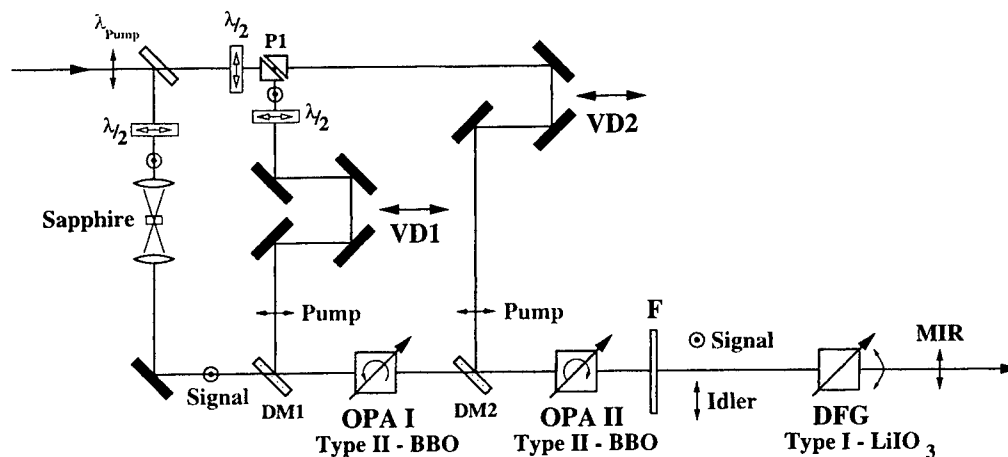 λPump
λ/2
P1
λ/2
λ/2
VD2
Sapphire
VD1
Pump
Pump
F
Signal
MIR
Signal
DM1
DM2
Idler
OPA I
OPA II
DFG
Type II - BBO
Type II - BBO
Type I - LiIO3